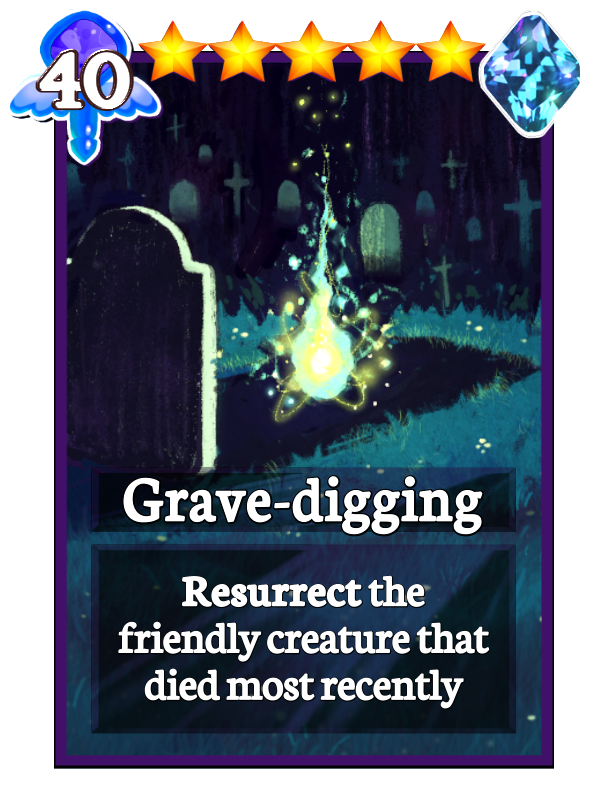 40
Grave-digging
Resurrect the
friendly creature that
died most recently